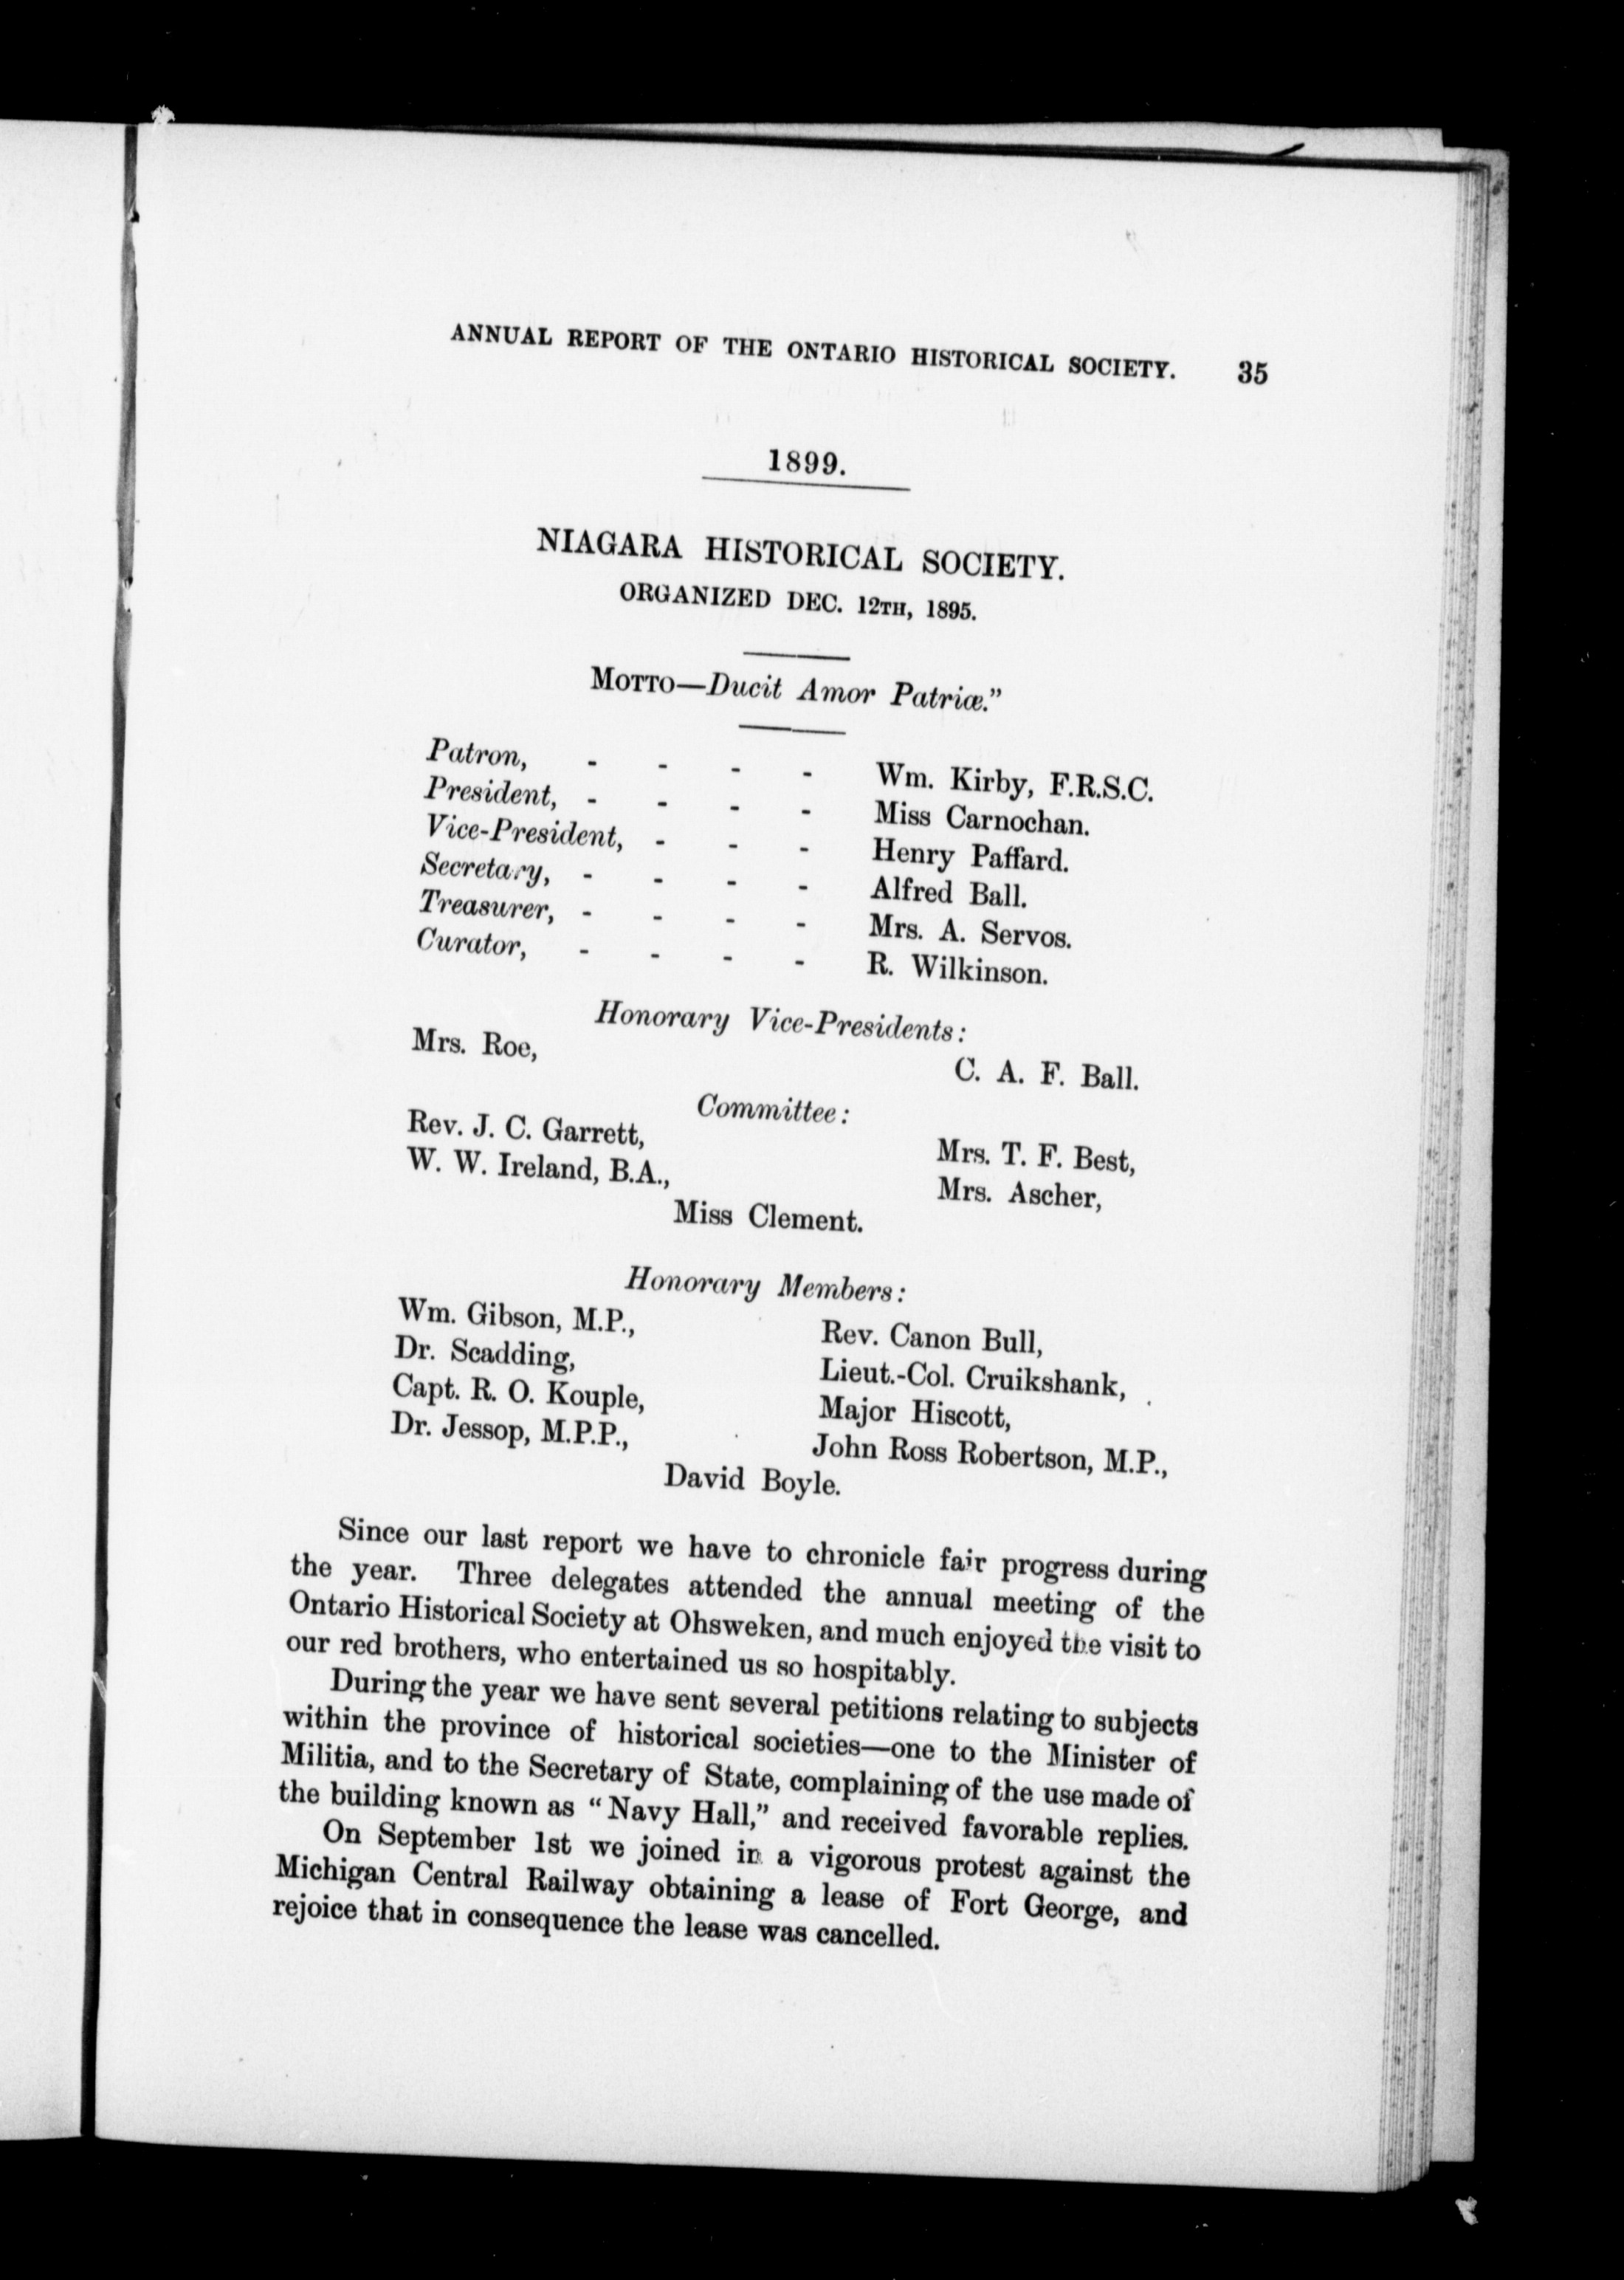 ANNUAL REPORT OF THE ONTARIO HISTORICAL SOCIETY. 35
1899.
NIAGARA HISTORICAL SOCIETY.
ORGANIZED DEC. 12TH, 1895.
MOTTO—Ducit Amor Patriæ.”
Patron, - - - - Wm. Kirby, F.R.S.C.
President, - - - - Miss Carnochan.
Vice-President, - - - Henry Paffard.
Secretary, - - - - Alfred Ball.
Treasurer, - - - - Mrs. A. Servos.
Curator, - - - - R. Wilkinson.
Honorary Vice-Presidents:
Mrs. Roe, C. A. F. Ball.
Committee:
Rev. J. C. Garrett, Mrs. T. F. Best,
W. W. Ireland, B.A., Mrs. Ascher,
Miss Clement.
Honorary Members:
Wm. Gibson, M.P., Rev. Canon Bull,
Dr. Scadding, Lieut.-Col. Cruikshank,
Capt. R. O. Kouple, Major Hiscott,
Dr. Jessop, M.P.P., John Ross Robertson, M.P.,
David Boyle.
Since our last report we have to chronicle fair progress during
the year. Three delegates attended the annual meeting of the
Ontario Historical Society at Ohsweken, and much enjoyed the visit to
our red brothers, who entertained us so hospitably.
During the year we have sent several petitions relating to subjects
within the province of historical societies—one to the Minister of
Militia, and to the Secretary of State, complaining of the use made of
the building known as “Navy Hall,” and received favorable replies.
On September 1st we joined in a vigorous protest against the
Michigan Central Railway obtaining a lease of Fort George, and
rejoice that in consequence the lease was cancelled.